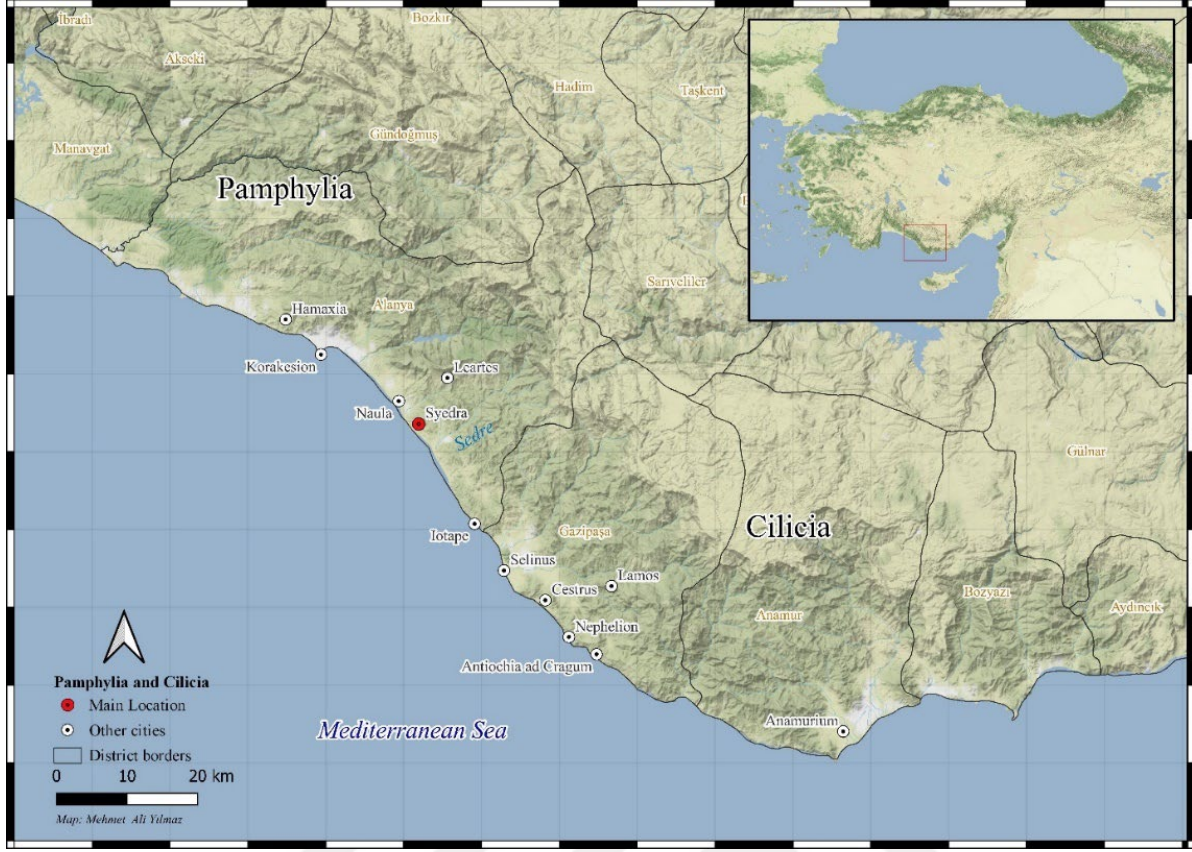 İbradı
Bozkır
Akseki
Hadim
Taşkent
Gündoğmuş
Manavgat
Pamphylia
Sarıveliler
Hamaxia
Alanya
Korakesion
Leartes
Naula
Syedra
Sedre
Gülnar
Iotape
Gazipaşa
Cilicia
Selinus
Lamos
Cestrus
Bozyazı
Aydıncık
Anamur
Nephelion
Antiochia ad Cragum
Anamurium
Mediterranean Sea
Pamphylia and Cilicia
Main Location
Other cities
District borders
0 10 20 km
Map: Mehmet Ali Yılmaz